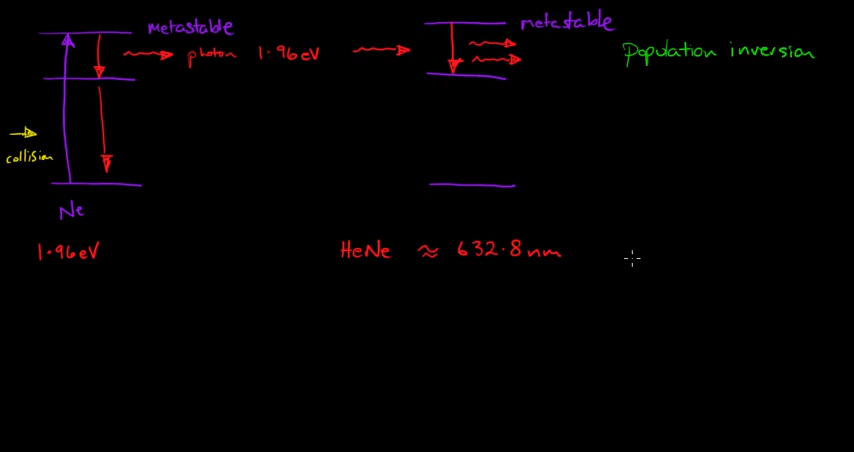 metastable
photon 1.96eV
metastable
Population inversion
collision
Ne
1.96eV
HeNe ≈ 632.8nm